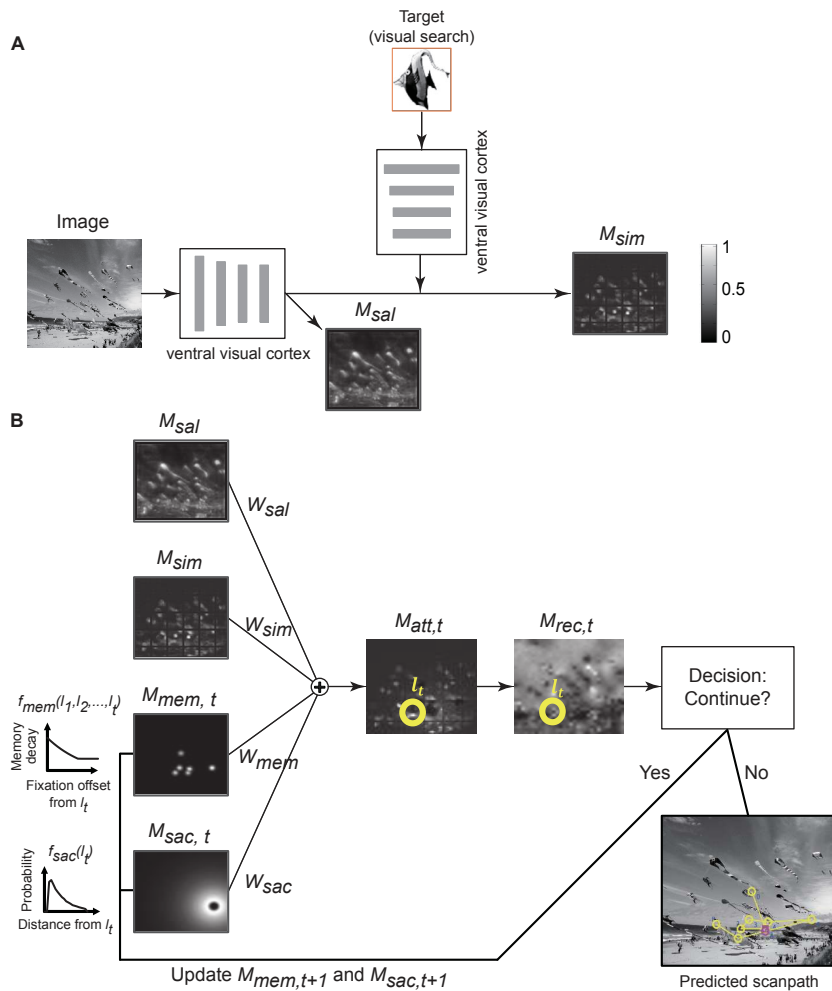 A
Target
(visual search)
ventral visual cortex
Image
ventral visual cortex
M_sal
M_sim
1
0.5
0
B
M_sal
W_sal
M_sim
W_sim
f_mem(l_1,l_2,...,l_t)
Memory
decay
Fixation offset
from l_t
M_mem, t
W_mem
f_sac(l_t)
Probability
Distance from l_t
M_sac, t
W_sac
+
M_att,t
l_t
M_rec,t
l_t
Decision:
Continue?
Yes
No
Update M_mem,t+1 and M_sac,t+1
Predicted scanpath